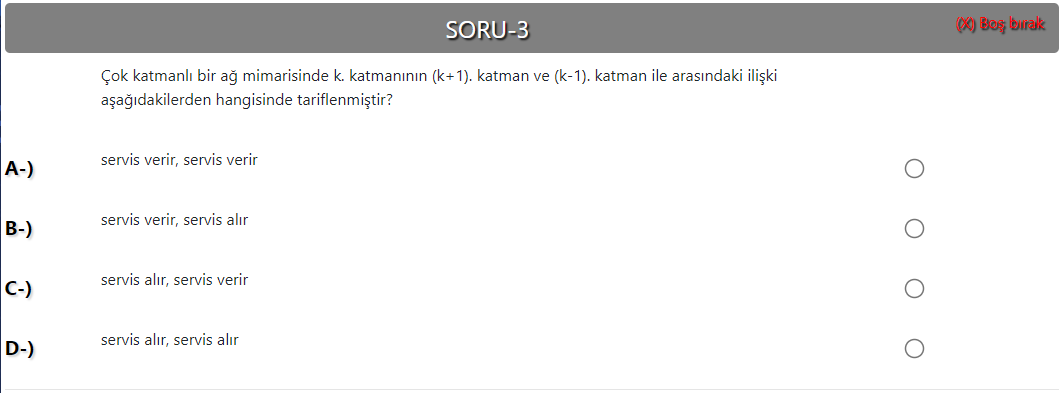 SORU-3
(X) Boş bırak
Çok katmanlı bir ağ mimarisinde k. katmanının (k+1). katman ve (k-1). katman ile arasındaki ilişki
aşağıdakilerden hangisinde tariflenmiştir?
A-) servis verir, servis verir
B-) servis verir, servis alır
C-) servis alır, servis verir
D-) servis alır, servis alır